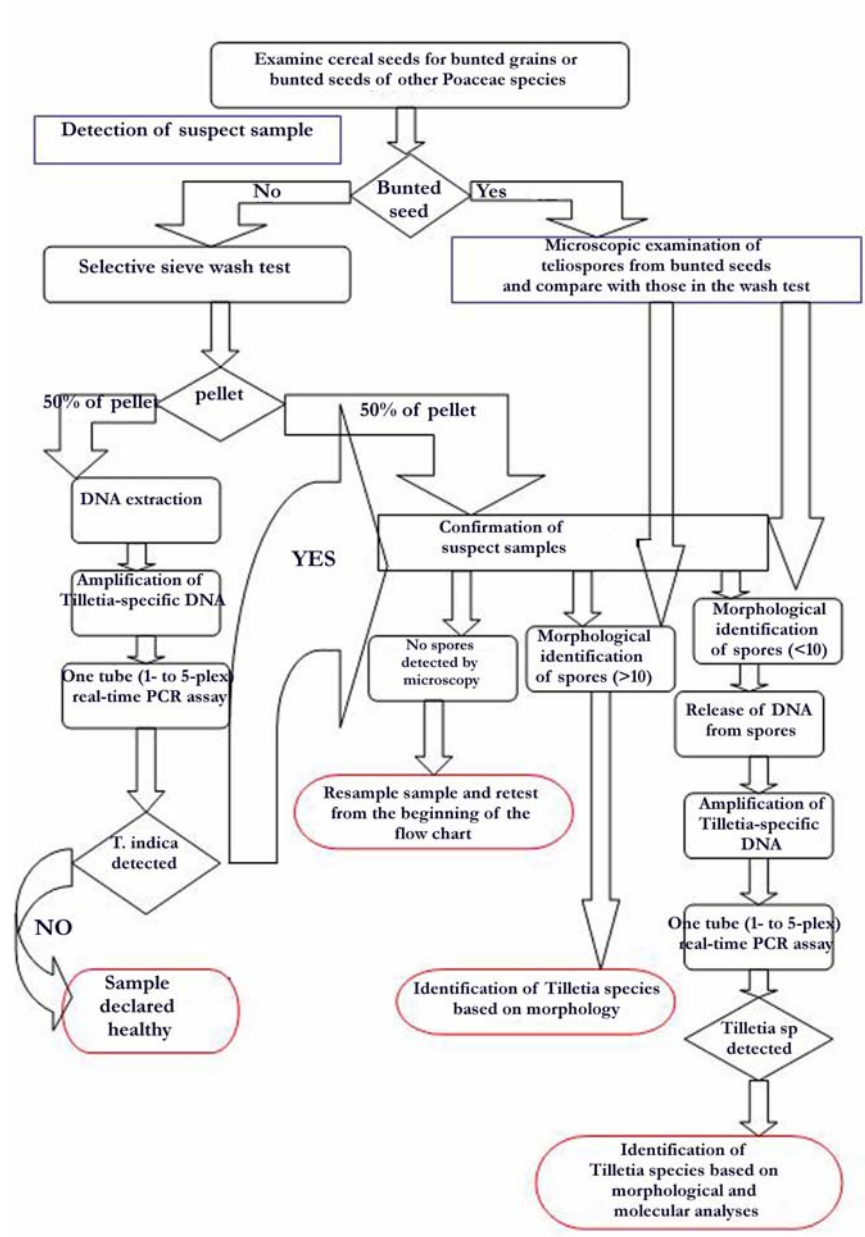 Examine cereal seeds for bunted grains or
bunted seeds of other Poaceae species
Detection of suspect sample
No
Bunted
seed
Yes
Selective sieve wash test
Microscopic examination of
teliospores from bunted seeds
and compare with those in the wash test
50% of pellet
pellet
50% of pellet
DNA extraction
Amplification of
Tilletia-specific DNA
One tube (1- to 5-plex)
real-time PCR assay
T. indica
detected
NO
Sample
declared
healthy
YES
Confirmation of
suspect samples
No spores
detected by
microscopy
Resample sample and retest
from the beginning of the
flow chart
Morphological
identification
of spores (>10)
Identification of Tilletia species
based on morphology
Morphological
identification
of spores (<10)
Release of DNA
from spores
Amplification of
Tilletia-specific
DNA
One tube (1- to 5-plex)
real-time PCR assay
Tilletia sp
detected
Identification of
Tilletia species based on
morphological and
molecular analyses